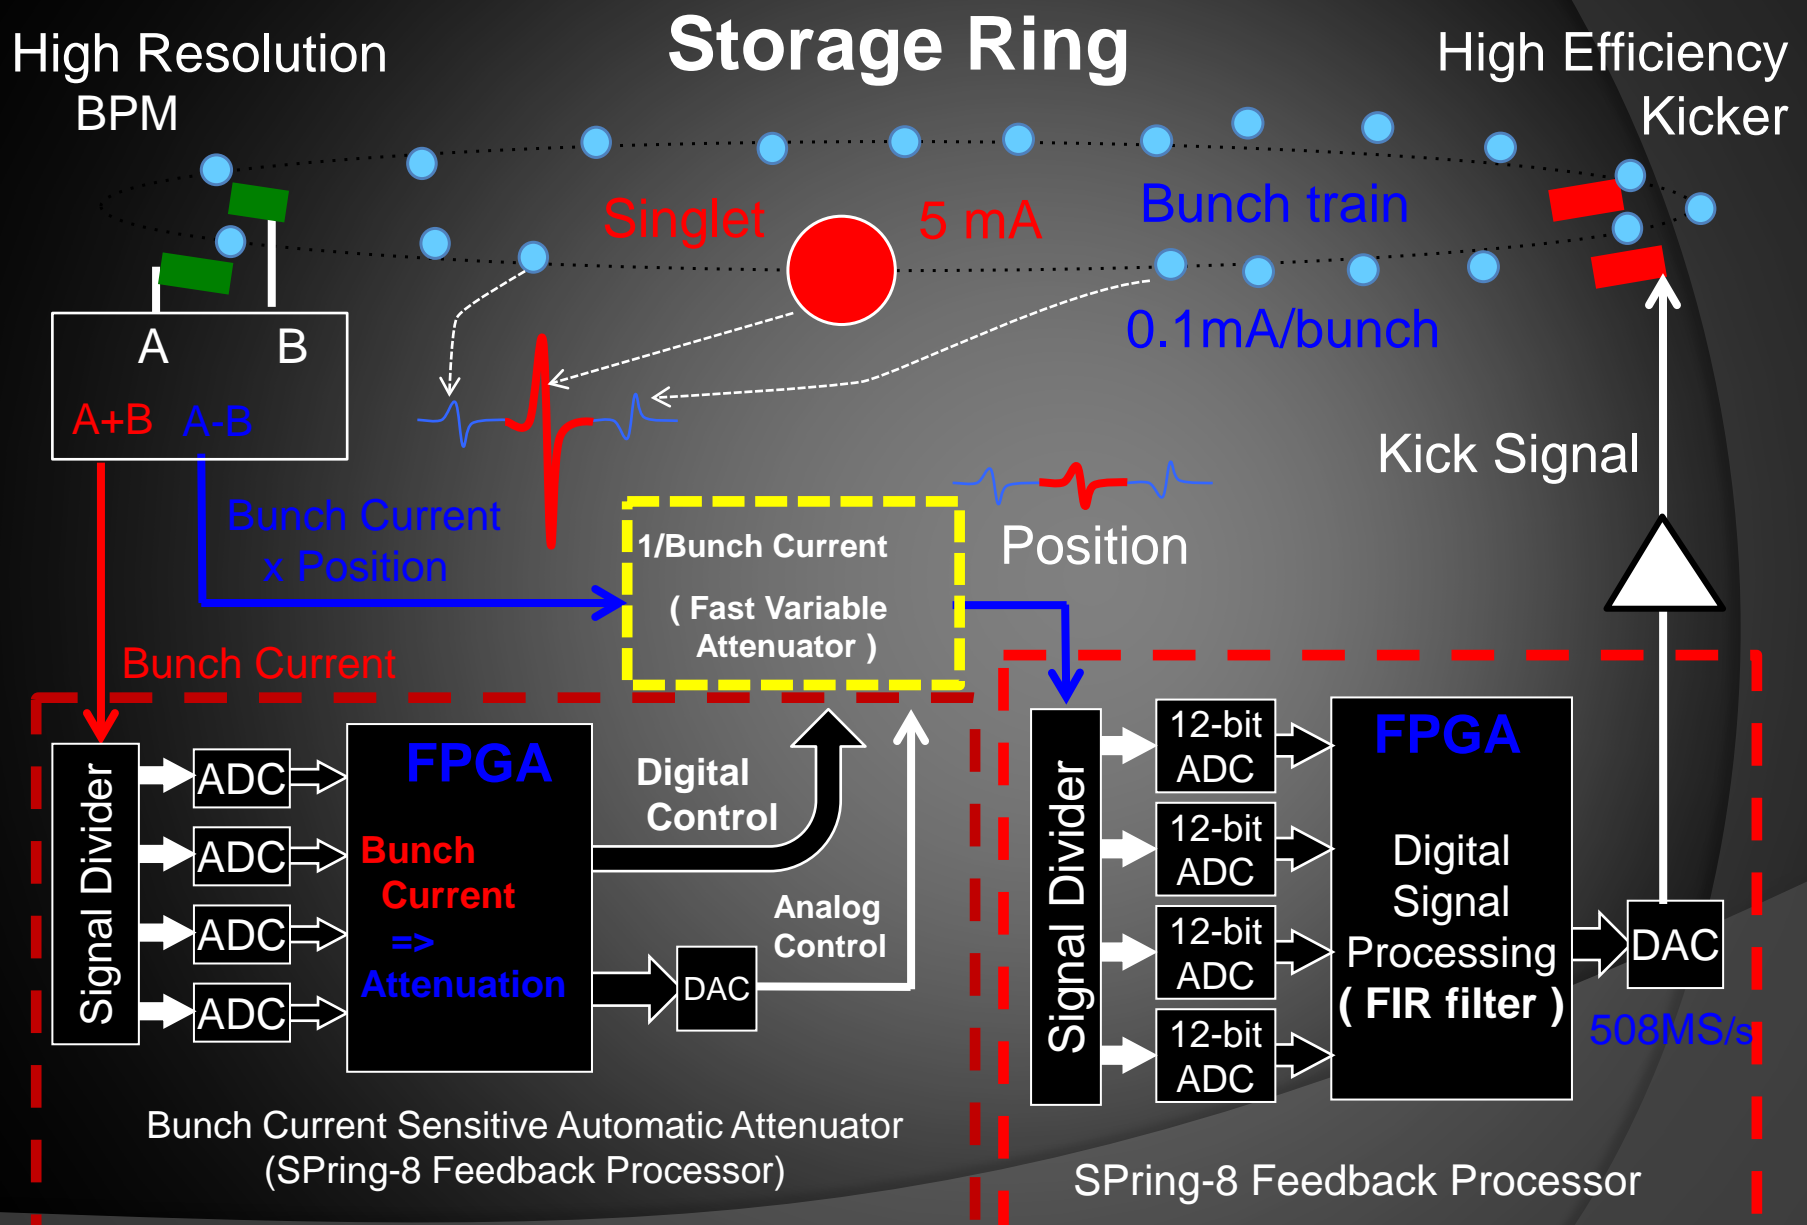 Storage Ring
High Resolution
BPM
High Efficiency
Kicker
Singlet
5 mA
Bunch train
0.1mA/bunch
A
B
A+B
A-B
Kick Signal
Bunch Current
x Position
1/Bunch Current
( Fast Variable
Attenuator )
Position
Bunch Current
Signal Divider
ADC
ADC
ADC
ADC
FPGA
Bunch
Current
=>
Attenuation
Digital
Control
Analog
Control
DAC
Bunch Current Sensitive Automatic Attenuator
(SPring-8 Feedback Processor)
Signal Divider
12-bit
ADC
12-bit
ADC
12-bit
ADC
12-bit
ADC
FPGA
Digital
Signal
Processing
( FIR filter )
DAC
508MS/s
SPring-8 Feedback Processor